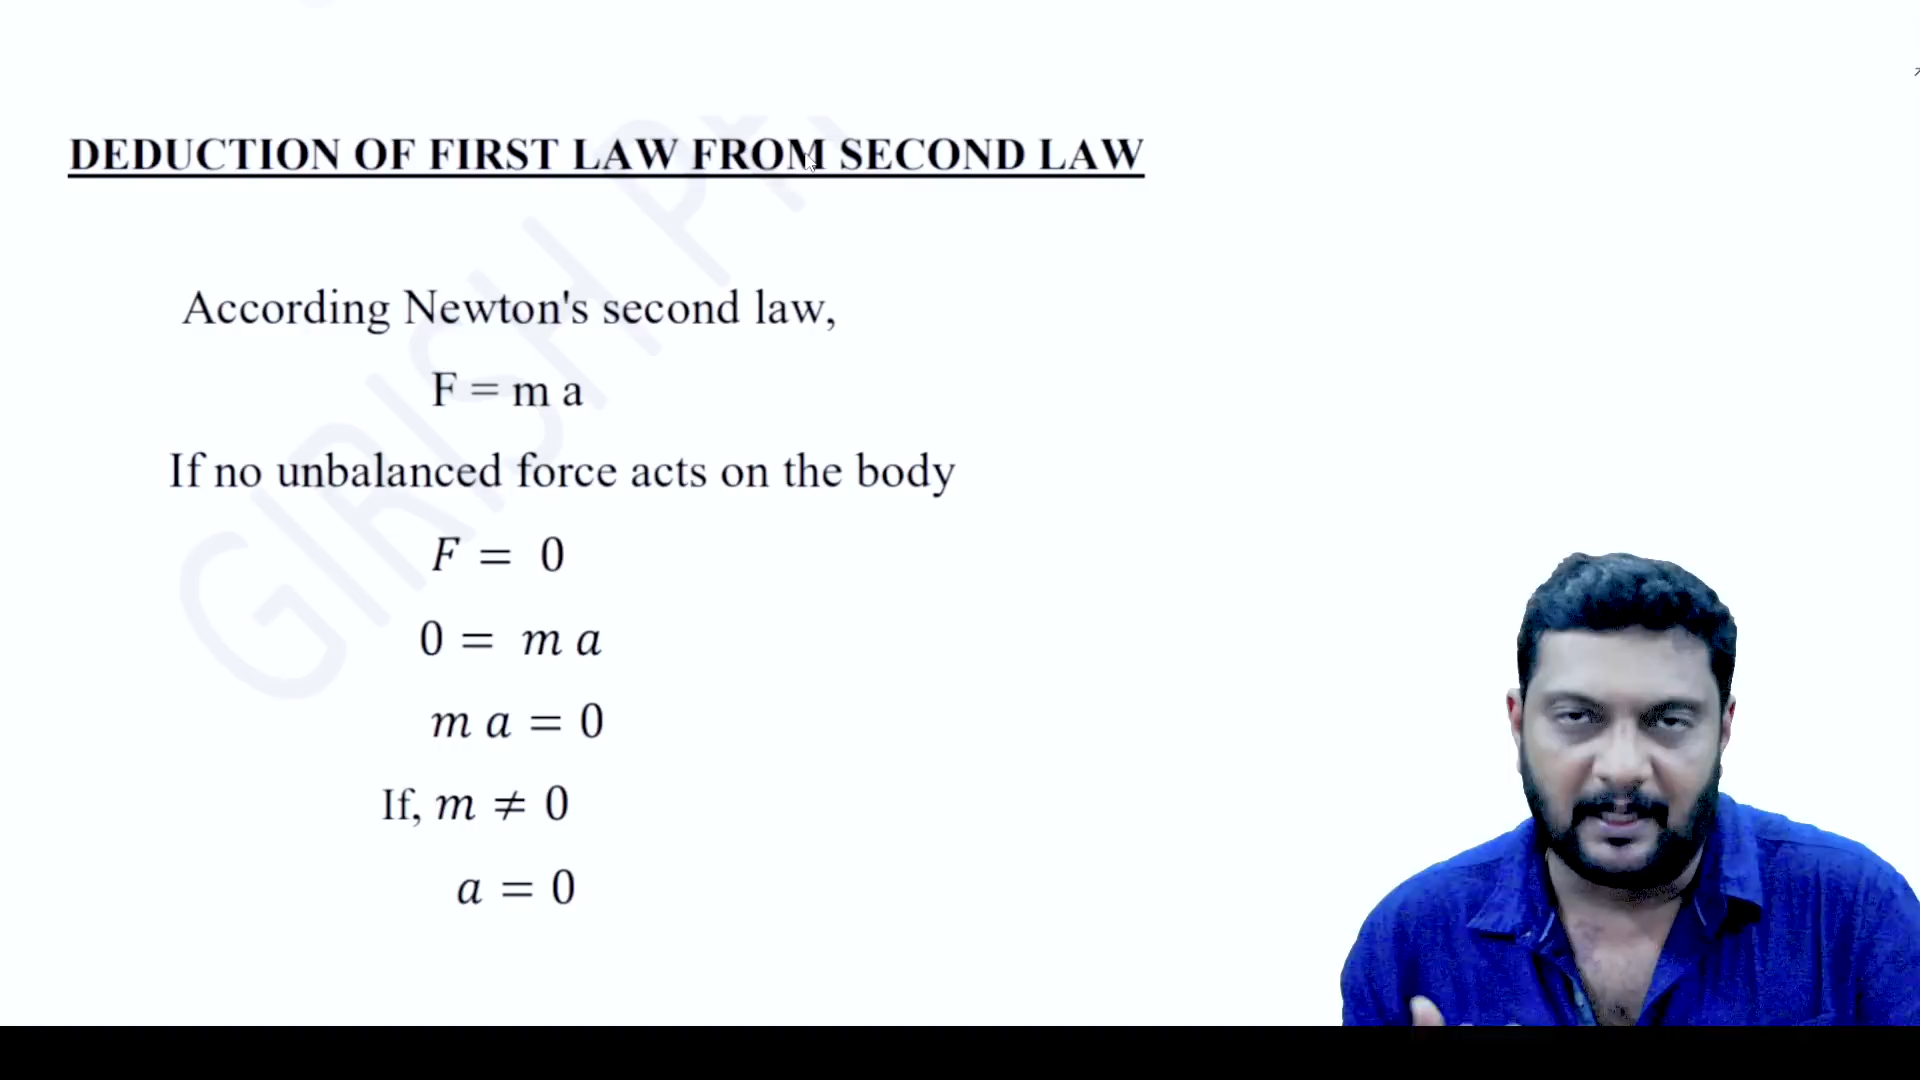 DEDUCTION OF FIRST LAW FROM SECOND LAW
According Newton's second law,
F = m a
If no unbalanced force acts on the body
F = 0
0 = m a
m a = 0
If, m ≠ 0
a = 0
GIRISH